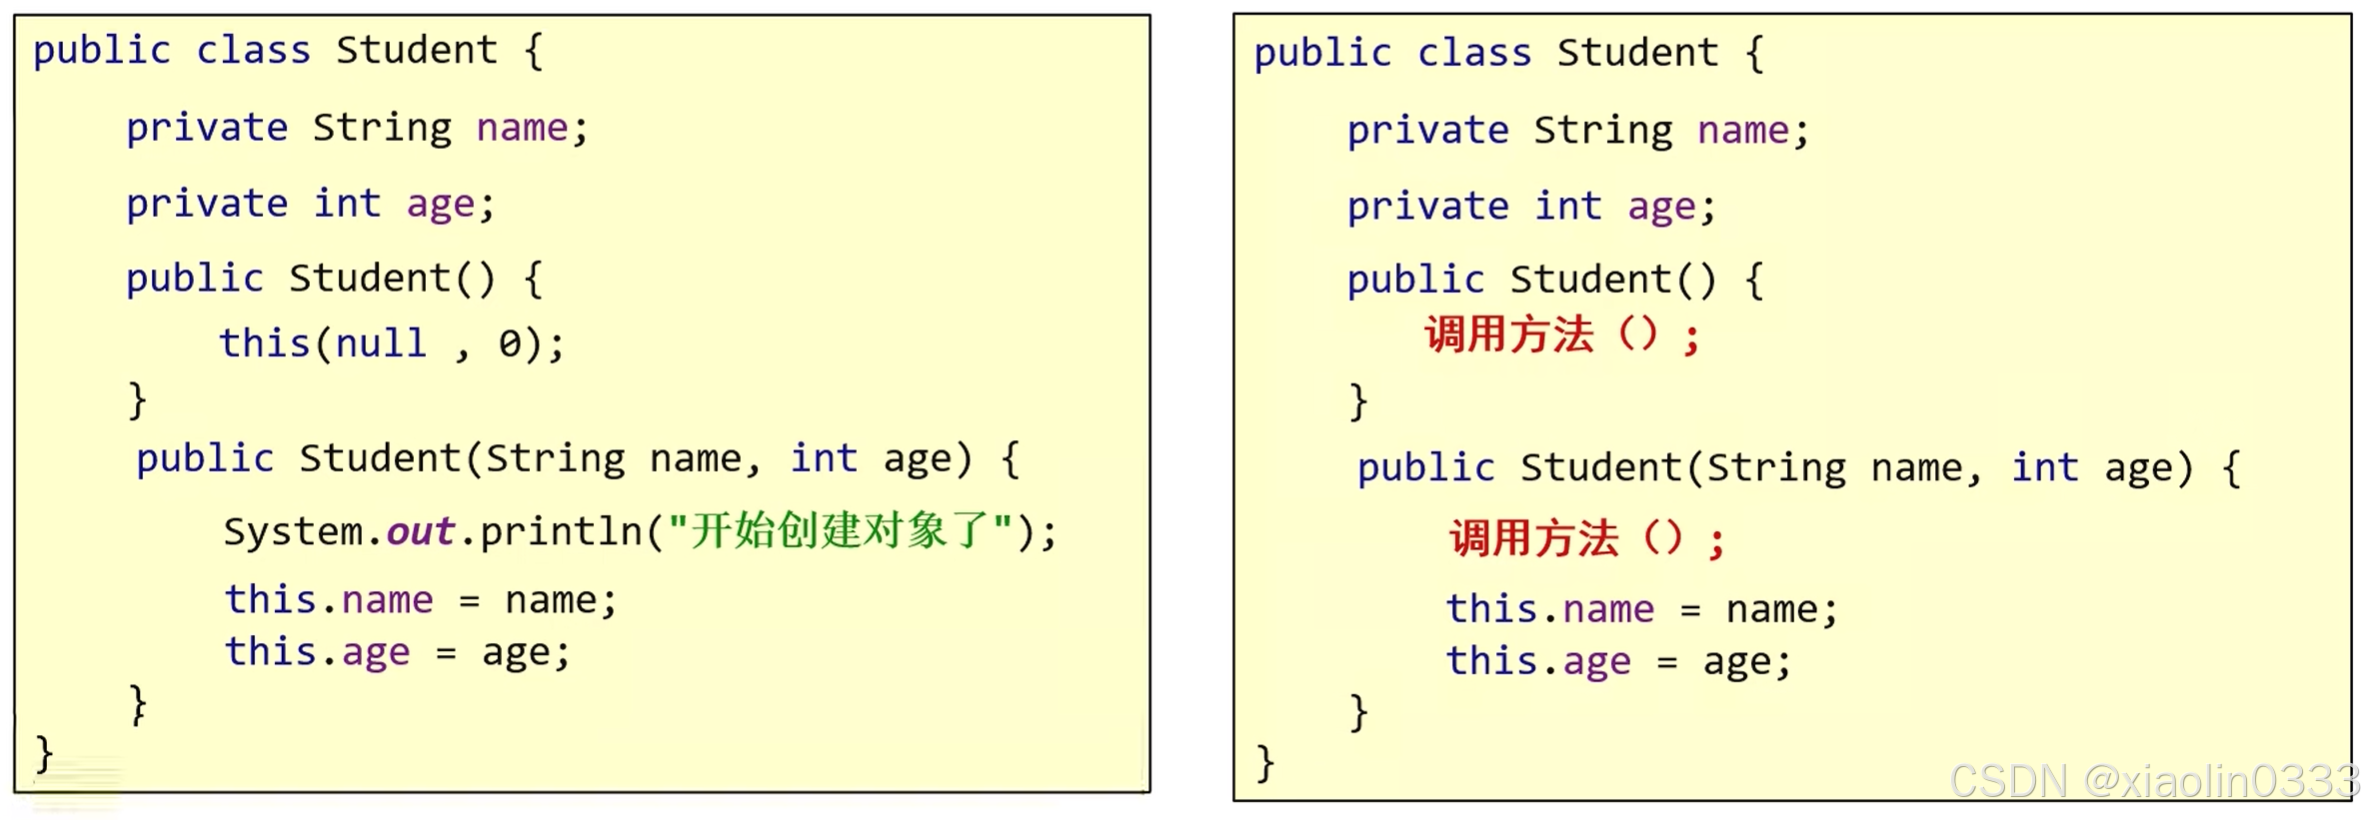 public class Student {
private String name;
private int age;
public Student() {
this(null , 0);
}
public Student(String name, int age) {
System.out.println("开始创建对象了");
this.name = name;
this.age = age;
}
}
public class Student {
private String name;
private int age;
public Student() {
调用方法（）；
}
public Student(String name, int age) {
调用方法（）；
this.name = name;
this.age = age;
}
}
CSDN @xiaolin0333